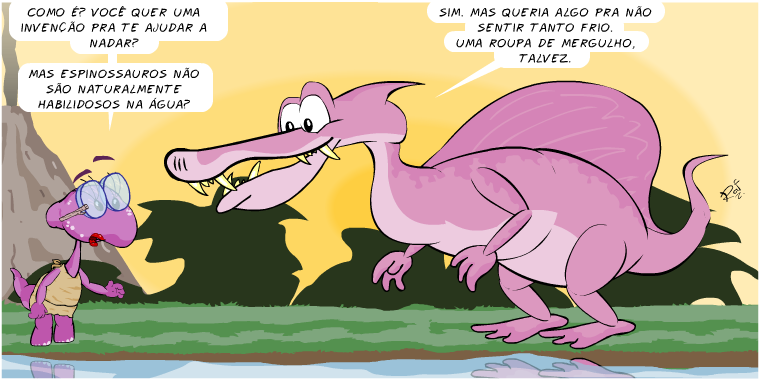 COMO É? VOCÊ QUER UMA
INVENÇÃO PRA TE AJUDAR A
NADAR?
MAS ESPINOSSAUROS NÃO
SÃO NATURALMENTE
HABILIDOSOS NA ÁGUA?
SIM. MAS QUERIA ALGO PRA NÃO
SENTIR TANTO FRIO.
UMA ROUPA DE MERGULHO,
TALVEZ.